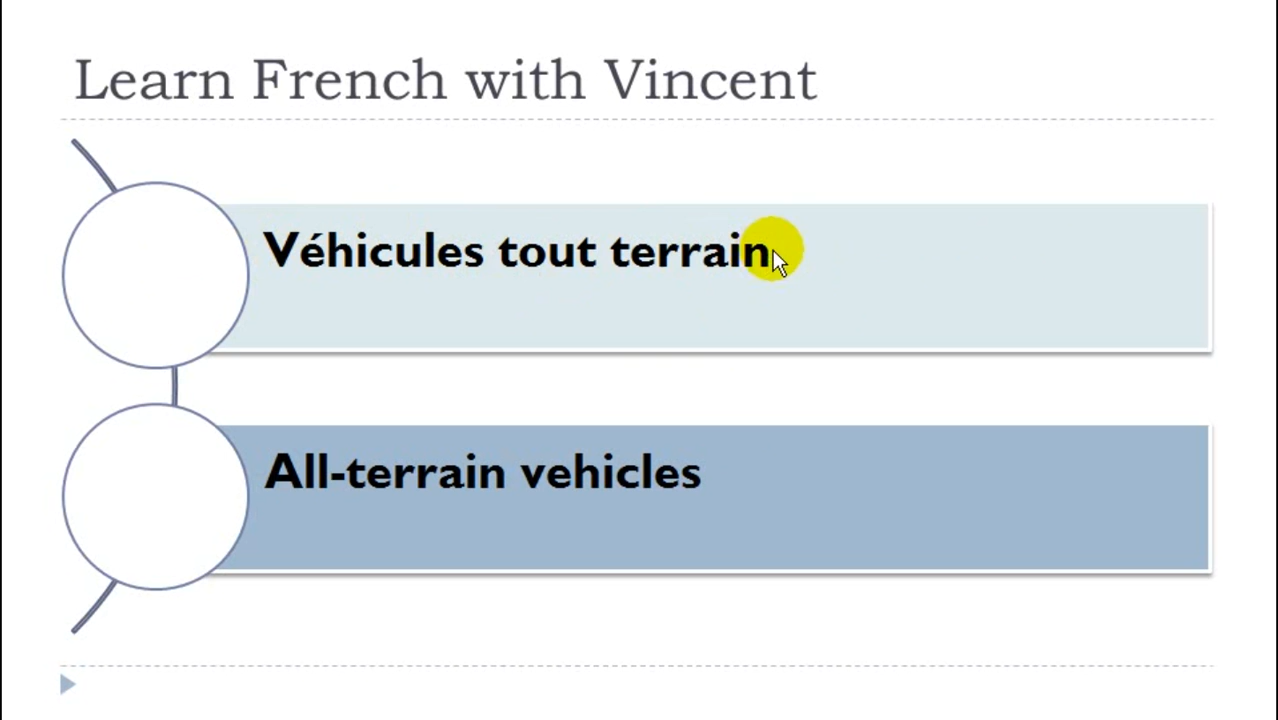 Learn French with Vincent
Véhicules tout terrain
All-terrain vehicles